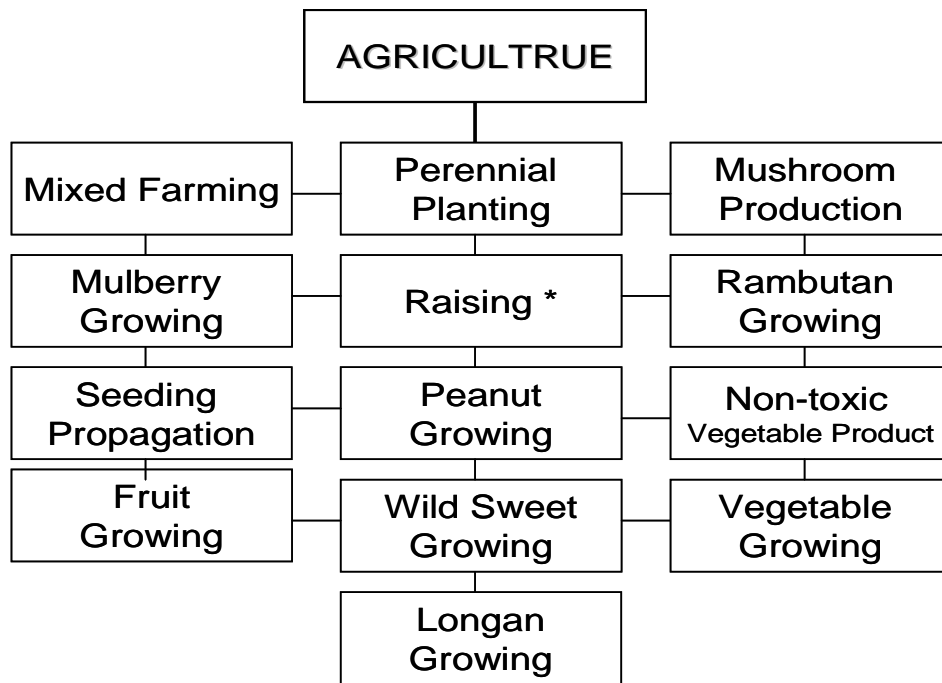 AGRICULTRUE
Mixed Farming
Perennial
Planting
Mushroom
Production
Mulberry
Growing
Raising *
Rambutan
Growing
Seeding
Propagation
Peanut
Growing
Non-toxic
Vegetable Product
Fruit
Growing
Wild Sweet
Growing
Vegetable
Growing
Longan
Growing